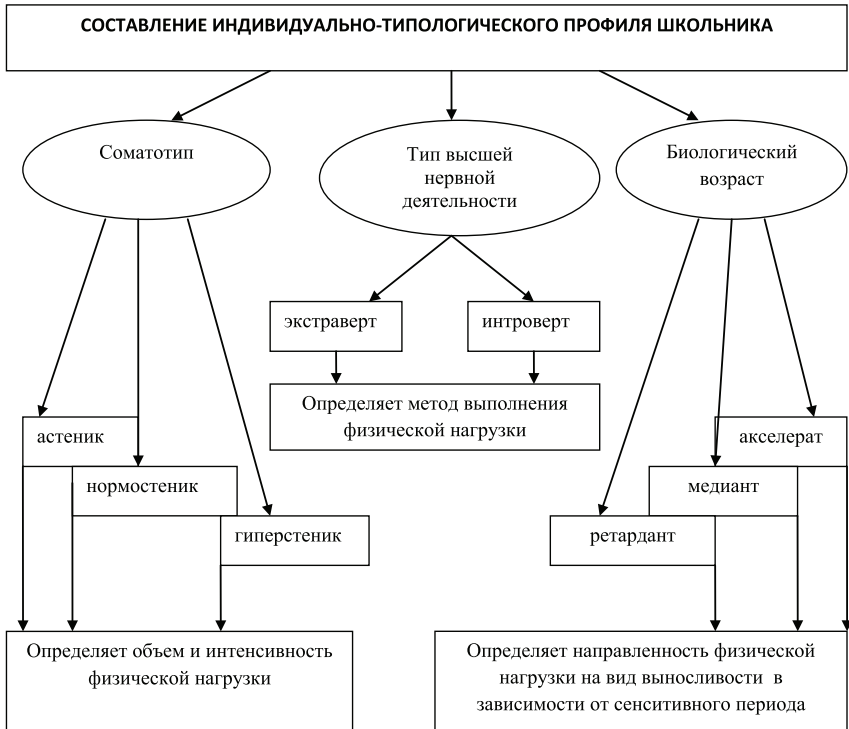 СОСТАВЛЕНИЕ ИНДИВИДУАЛЬНО-ТИПОЛОГИЧЕСКОГО ПРОФИЛЯ ШКОЛЬНИКА
Соматотип
Тип высшей
нервной
деятельности
Биологический
возраст
экстраверт
интроверт
Определяет метод выполнения
физической нагрузки
астеник
нормостеник
гиперстеник
акселерат
медиант
ретардант
Определяет объем и интенсивность
физической нагрузки
Определяет направленность физической
нагрузки на вид выносливости в
зависимости от сенситивного периода